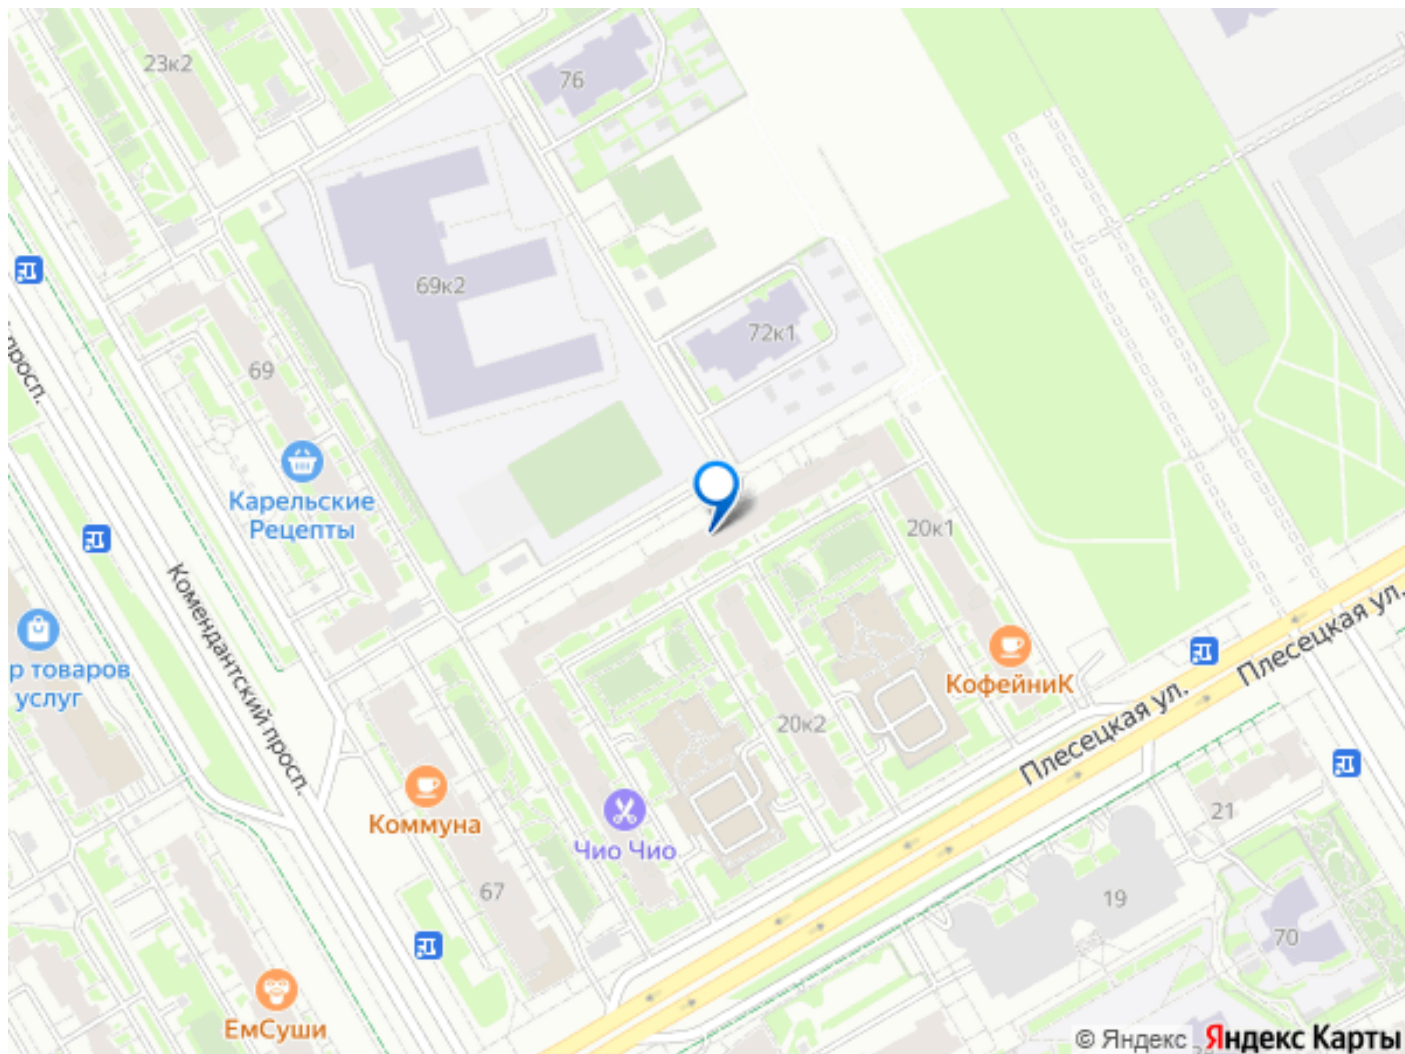 23к2
76
69к2
72к1
69
просп.
Карельские
Рецепты
20к1
Комендантский просп.
р товаров
услуг
КофейниК
Плесецкая ул.
Плесецкая ул.
20к2
Коммуна
Чио Чио
21
67
19
70
ЕмСуши
© Яндекс Яндекс Карты